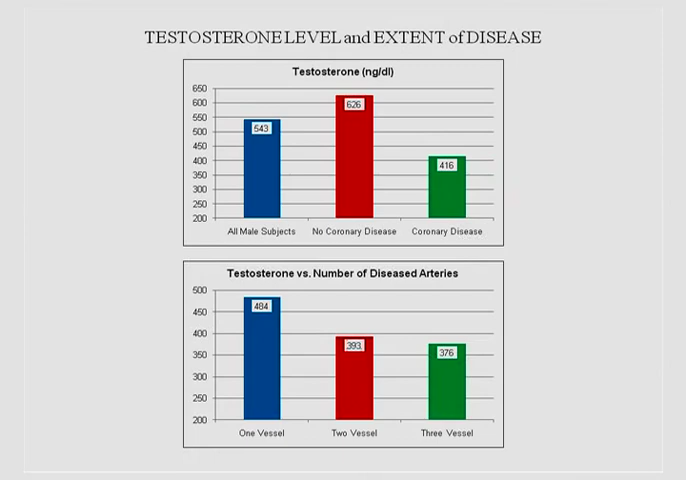 TESTOSTERONE LEVEL and EXTENT of DISEASE
Testosterone (ng/dl)
650
600
550
500
450
400
350
300
250
200
543
626
416
All Male Subjects
No Coronary Disease
Coronary Disease
Testosterone vs. Number of Diseased Arteries
500
450
400
350
300
250
200
484
393
376
One Vessel
Two Vessel
Three Vessel